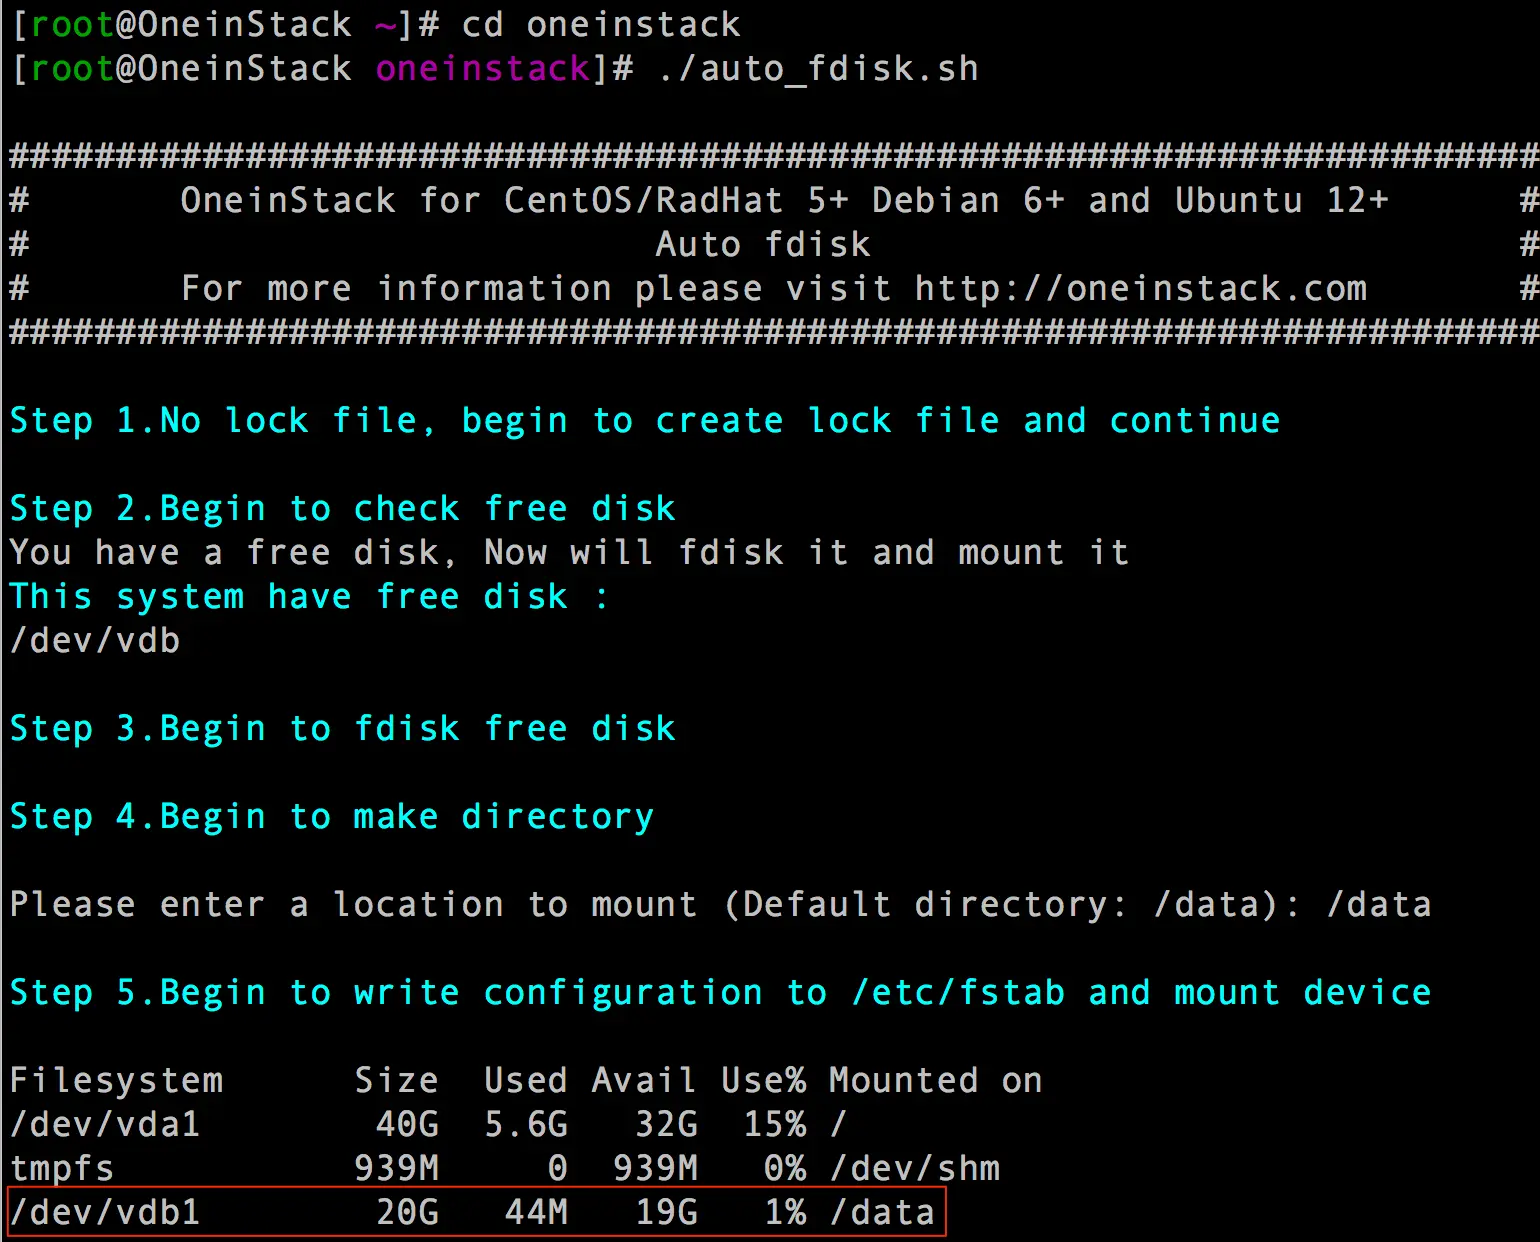 [root@OneinStack ~]# cd oneinstack
[root@OneinStack oneinstack]# ./auto_fdisk.sh
#######################################################################
#       OneinStack for CentOS/RadHat 5+ Debian 6+ and Ubuntu 12+      #
#                             Auto fdisk                              #
#       For more information please visit http://oneinstack.com       #
#######################################################################
Step 1.No lock file, begin to create lock file and continue
Step 2.Begin to check free disk
You have a free disk, Now will fdisk it and mount it
This system have free disk :
/dev/vdb
Step 3.Begin to fdisk free disk
Step 4.Begin to make directory
Please enter a location to mount (Default directory: /data): /data
Step 5.Begin to write configuration to /etc/fstab and mount device
Filesystem      Size  Used Avail Use% Mounted on
/dev/vda1        40G  5.6G   32G  15% /
tmpfs           939M     0  939M   0% /dev/shm
/dev/vdb1        20G   44M   19G   1% /data